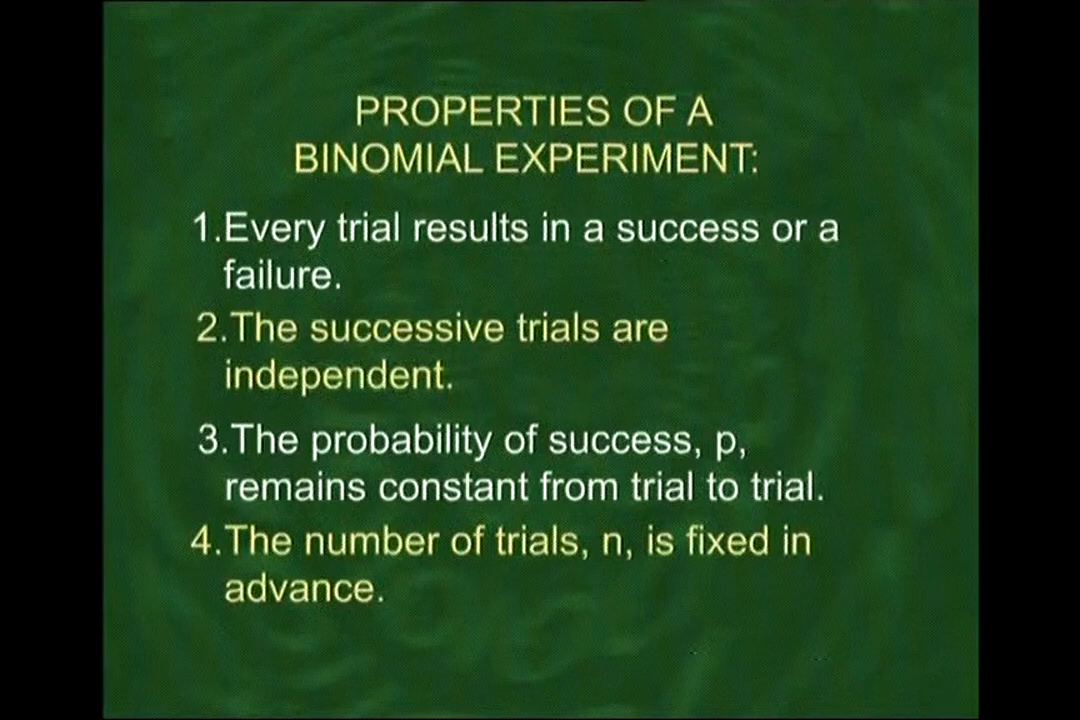 PROPERTIES OF A
BINOMIAL EXPERIMENT:
1.Every trial results in a success or a
failure.
2.The successive trials are
independent.
3.The probability of success, p,
remains constant from trial to trial.
4.The number of trials, n, is fixed in
advance.